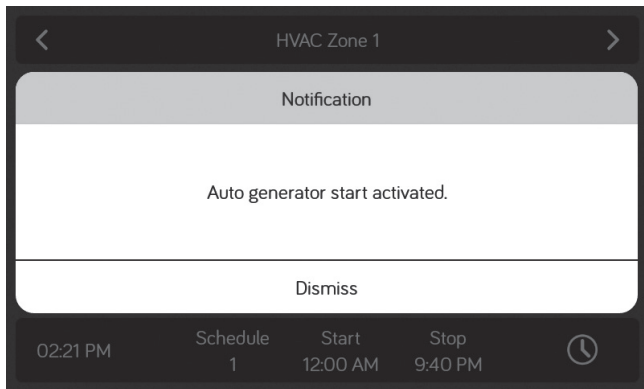 HVAC Zone 1
Notification
Auto generator start activated.
Dismiss
02:21 PM Schedule Start Stop
1 12:00 AM 9:40 PM